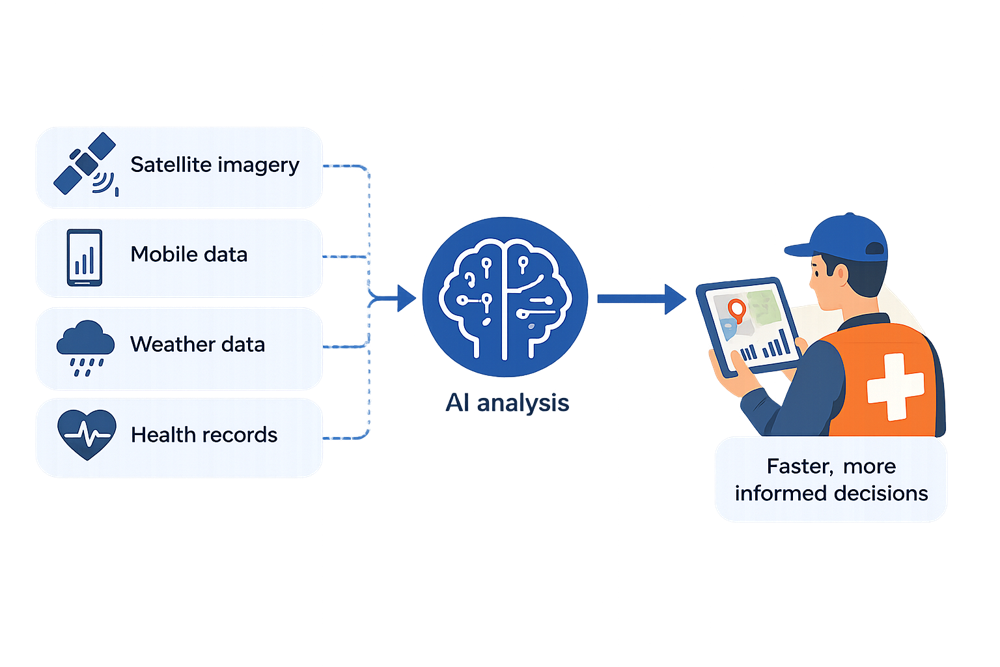 Satellite imagery
Mobile data
Weather data
Health records
AI analysis
Faster, more
informed decisions